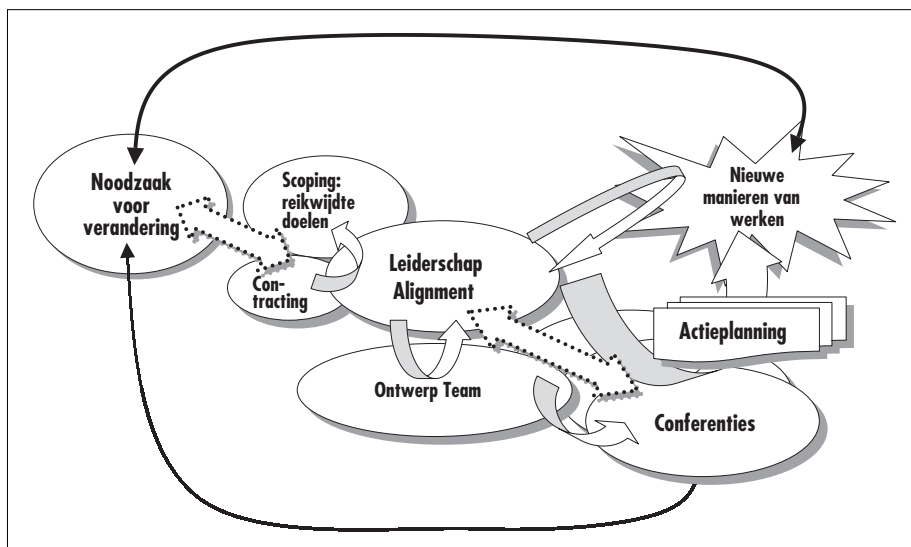 Noodzaak
voor
verandering
Scoping:
reikwijdte
doelen
Con-
tracting
Leiderschap
Alignment
Ontwerp Team
Nieuwe
manieren van
werken
Actieplanning
Conferenties